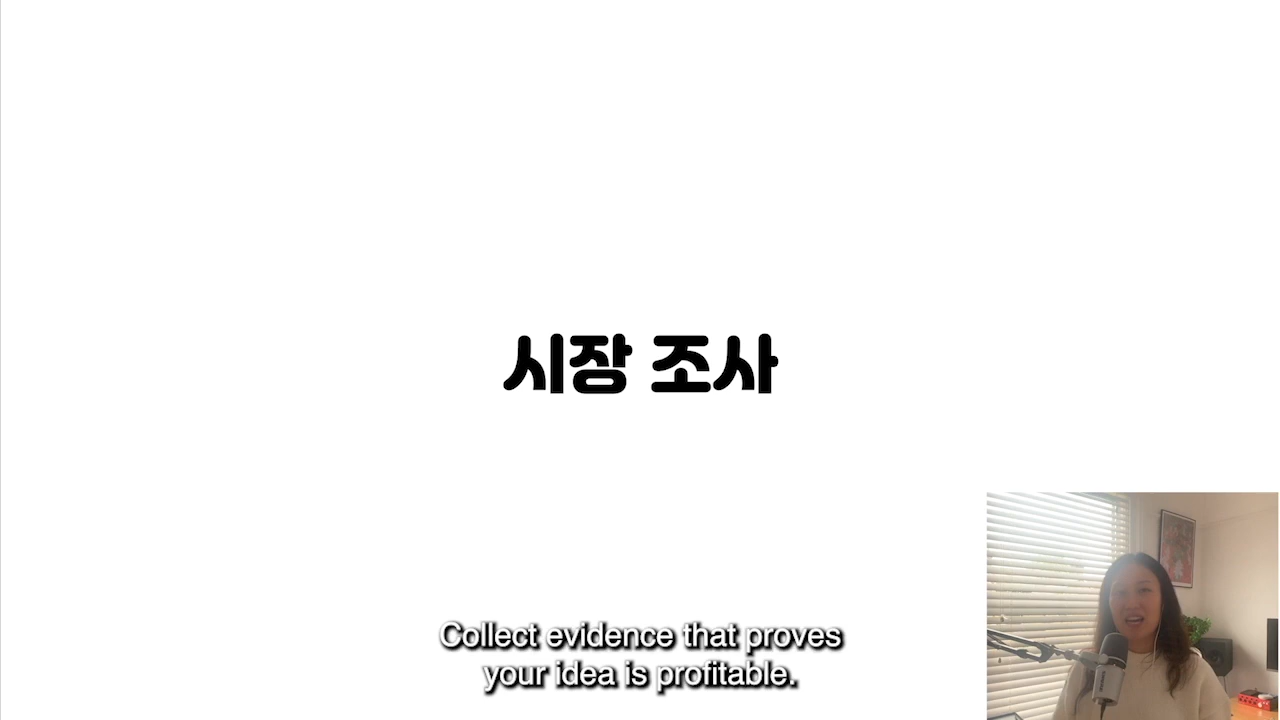 시장 조사
Collect evidence that proves
your idea is profitable.